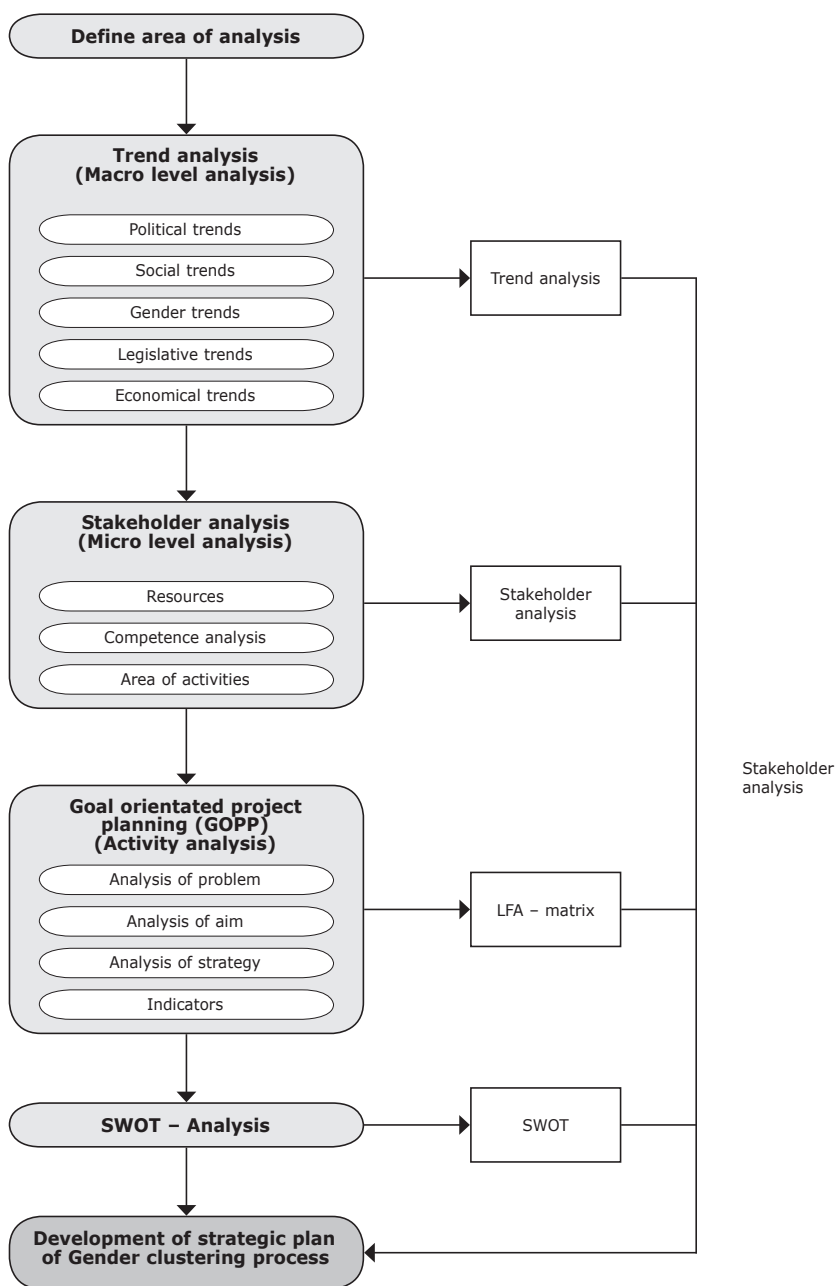 Define area of analysis
Trend analysis
(Macro level analysis)
Political trends
Social trends
Gender trends
Legislative trends
Economical trends
Trend analysis
Stakeholder analysis
(Micro level analysis)
Resources
Competence analysis
Area of activities
Stakeholder
analysis
Stakeholder
analysis
Goal orientated project
planning (GOPP)
(Activity analysis)
Analysis of problem
Analysis of aim
Analysis of strategy
Indicators
LFA – matrix
SWOT – Analysis
SWOT
Development of strategic plan
of Gender clustering process